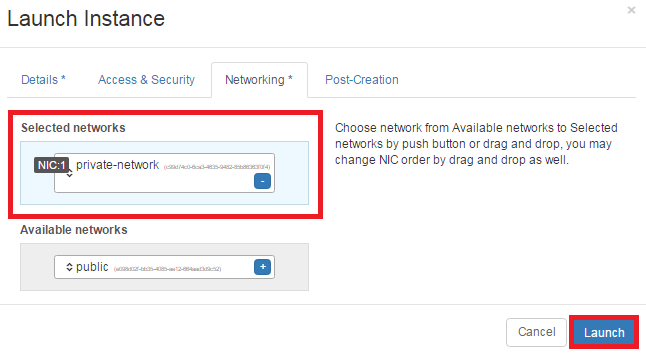 Launch Instance
×
Details *
Access & Security
Networking *
Post-Creation
Selected networks
NIC:1
private-network
-
Choose network from Available networks to Selected
networks by push button or drag and drop, you may
change NIC order by drag and drop as well.
Available networks
public
+
Cancel
Launch